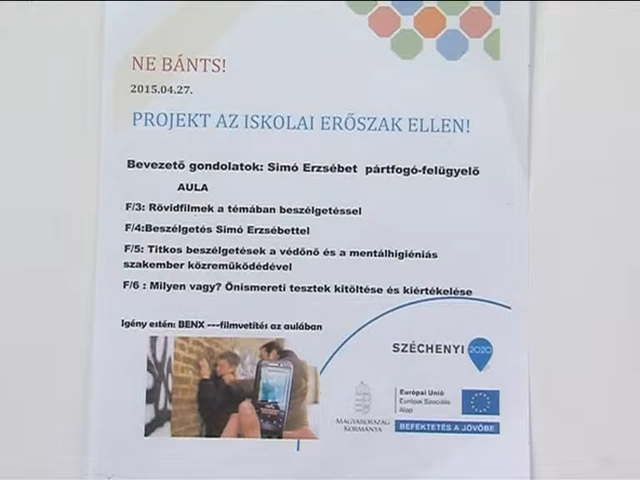 NE BÁNTS!
2015.04.27.
PROJEKT AZ ISKOLAI ERŐSZAK ELLEN!
Bevezető gondolatok: Simó Erzsébet pártfogó-felügyelő
AULA
F/3: Rövidfilmek a témában beszélgetéssel
F/4:Beszélgetés Simó Erzsébettel
F/5: Titkos beszélgetések a védőnő és a mentálhigiéniás
szakember közreműködédével
F/6 : Milyen vagy? Önismereti tesztek kitöltése és kiértékelése
Igény estén: BENX ---filmvetítés az aulában
SZÉCHENYI 2020
MAGYARORSZÁG
KORMÁNYA
Európai Unió
Európai Szociális
Alap
BEFEKTETÉS A JÖVŐBE